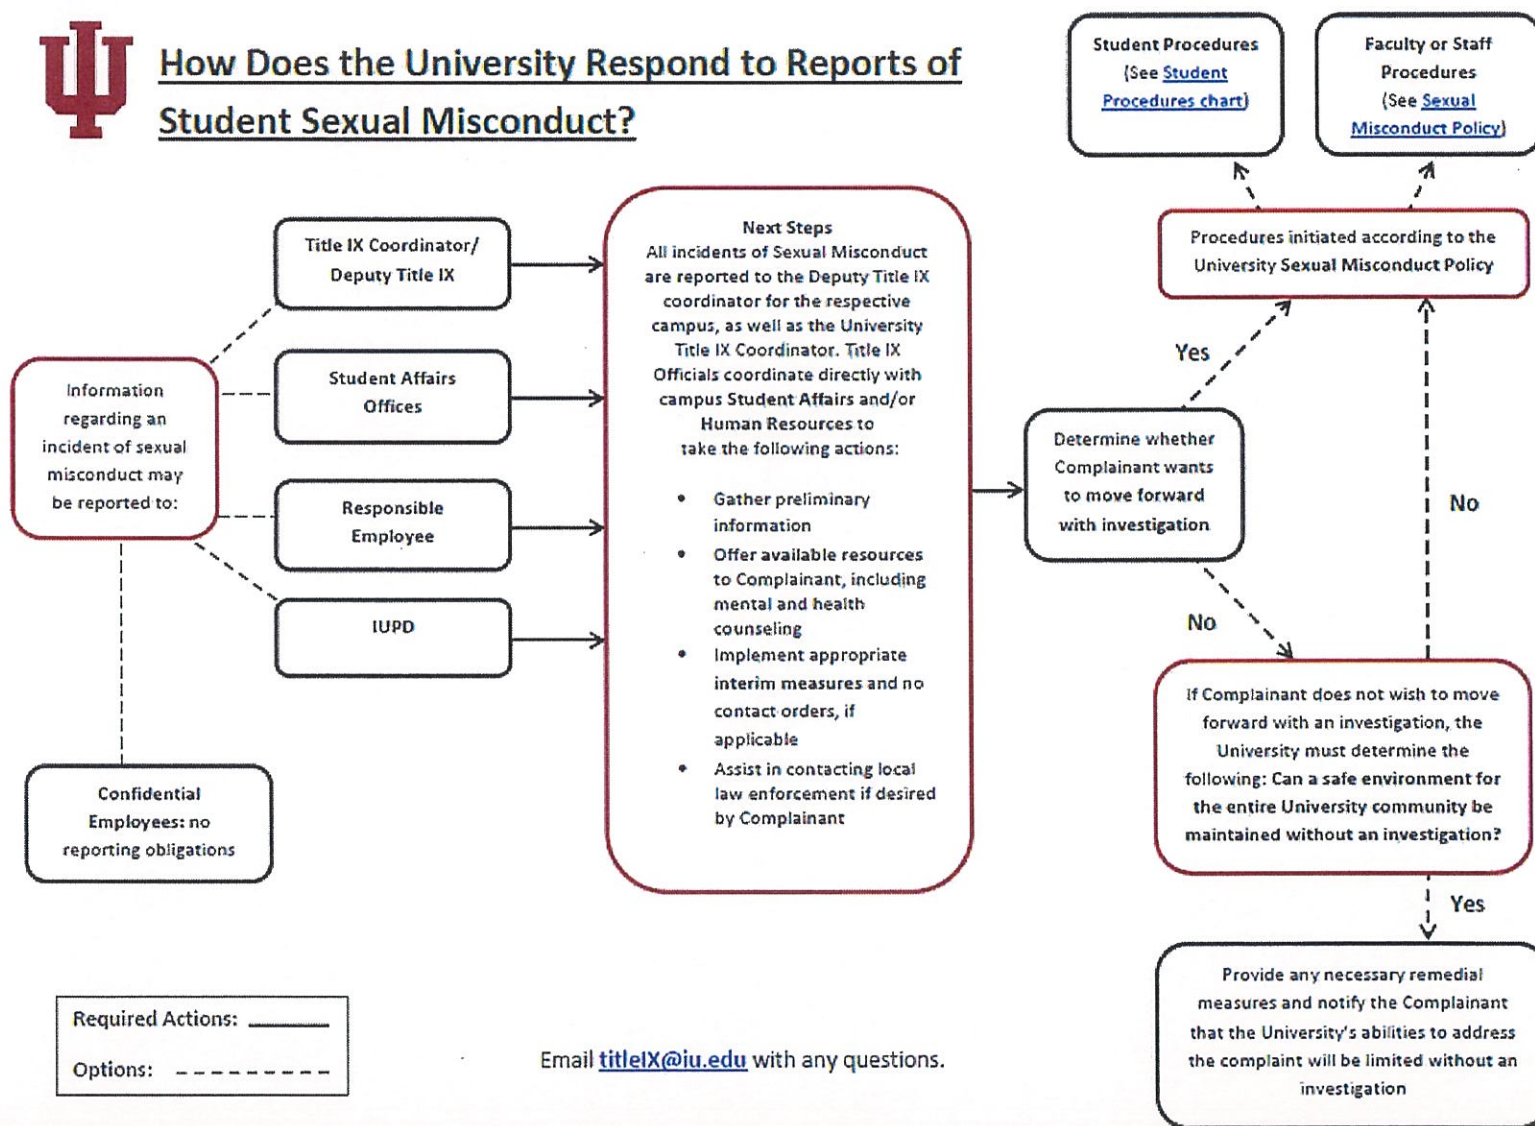 How Does the University Respond to Reports of
Student Sexual Misconduct?
Information
regarding an
incident of sexual
misconduct may
be reported to:
Title IX Coordinator/
Deputy Title IX
Student Affairs
Offices
Responsible
Employee
IUPD
Confidential
Employees: no
reporting obligations
Next Steps
All incidents of Sexual Misconduct
are reported to the Deputy Title IX
coordinator for the respective
campus, as well as the University
Title IX Coordinator. Title IX
Officials coordinate directly with
campus Student Affairs and/or
Human Resources to
take the following actions:
• Gather preliminary
information
• Offer available resources
to Complainant, including
mental and health
counseling
• Implement appropriate
interim measures and no
contact orders, if
applicable
• Assist in contacting local
law enforcement if desired
by Complainant
Determine whether
Complainant wants
to move forward
with investigation
Yes
No
Procedures initiated according to the
University Sexual Misconduct Policy
Student Procedures
(See Student
Procedures chart)
Faculty or Staff
Procedures
(See Sexual
Misconduct Policy)
If Complainant does not wish to move
forward with an investigation, the
University must determine the
following: Can a safe environment for
the entire University community be
maintained without an investigation?
No
Yes
Provide any necessary remedial
measures and notify the Complainant
that the University's abilities to address
the complaint will be limited without an
investigation
Required Actions:
Options:
Email titleIX@iu.edu with any questions.